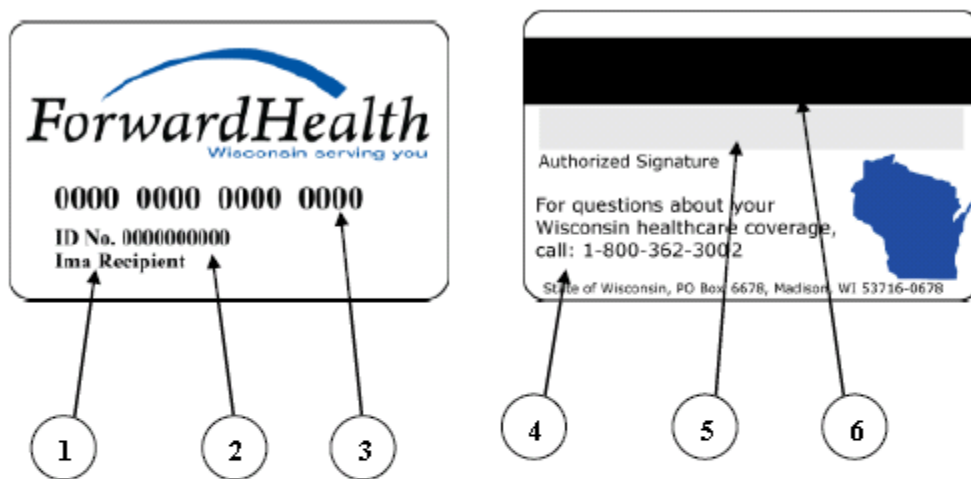 ForwardHealth
Wisconsin serving you
0000 0000 0000 0000
ID No. 0000000000
Ima Recipient
Authorized Signature
For questions about your
Wisconsin healthcare coverage,
call: 1-800-362-3002
State of Wisconsin, PO Box 6678, Madison, WI 53716-0678
1
2
3
4
5
6